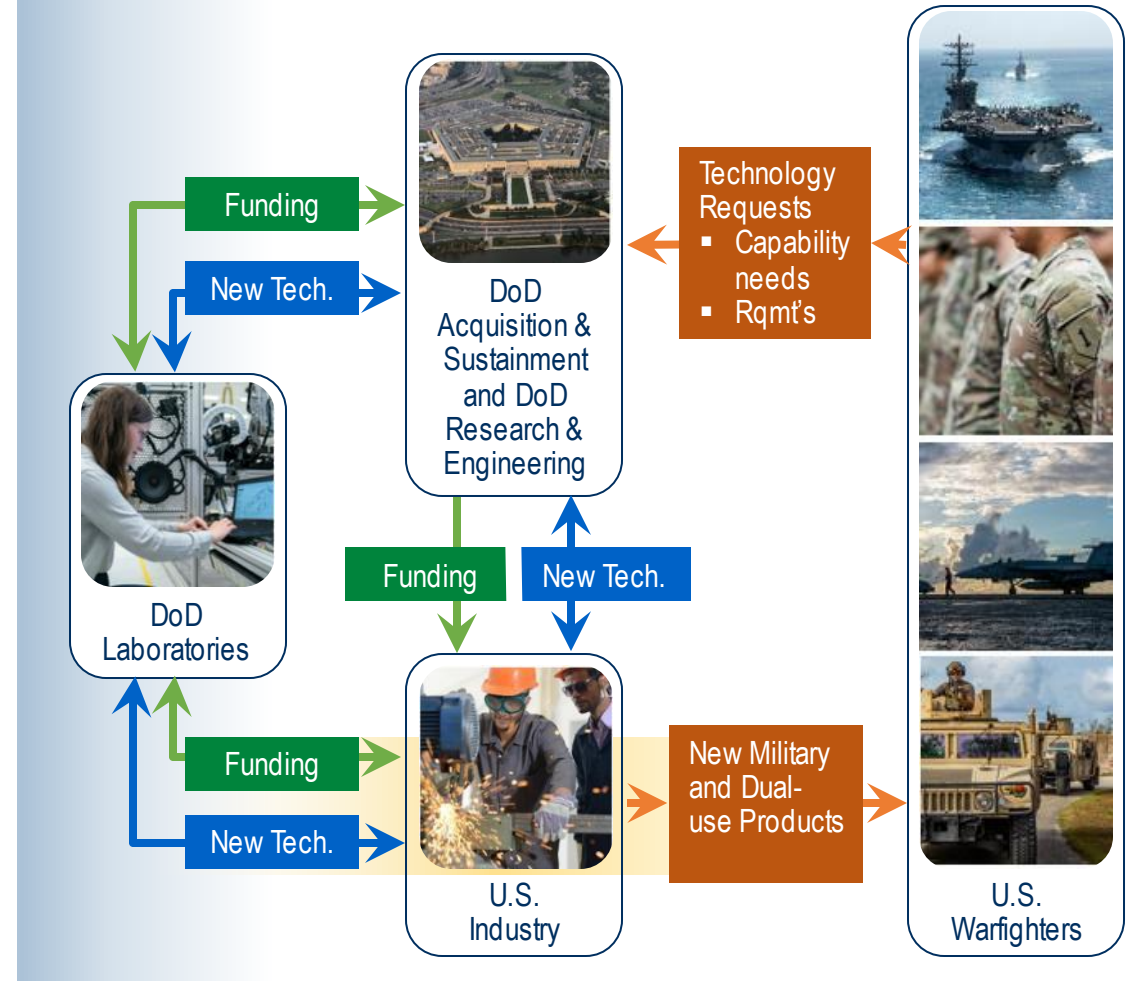 Funding
New Tech.
DoD
Acquisition &
Sustainment
and DoD
Research &
Engineering
Technology
Requests
▪ Capability
needs
▪ Rqmt's
DoD
Laboratories
Funding
New Tech.
Funding
New Tech.
U.S.
Industry
New Military
and Dual-
use Products
U.S.
Warfighters